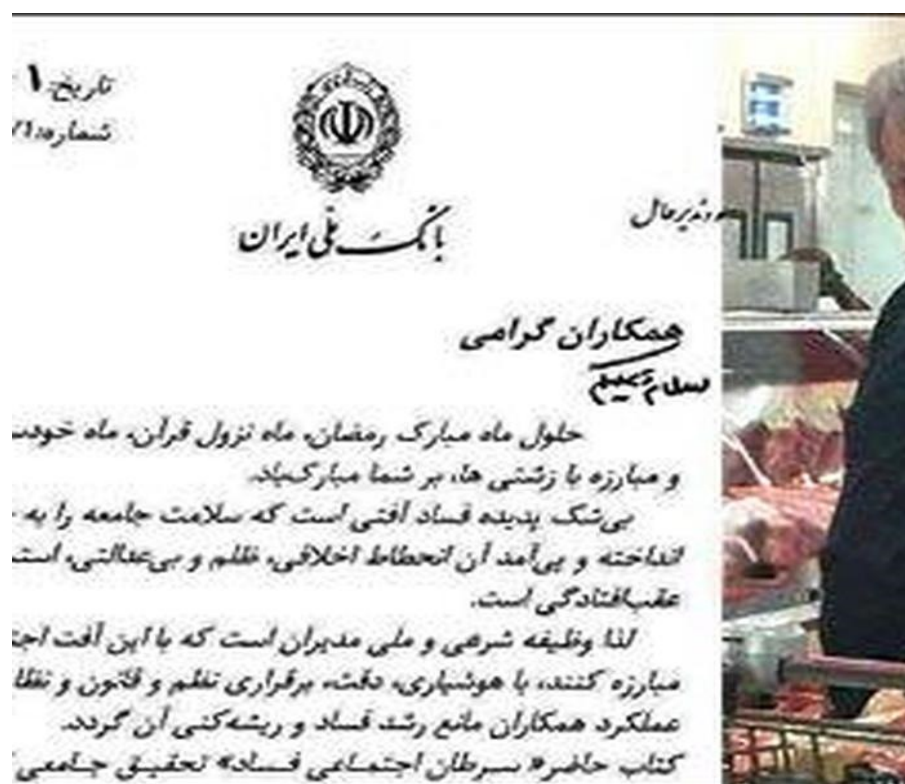 تاریخ: ۱
شماره: ۷۱
بانک ملی ایران
مدیرعامل
همکاران گرامی
سلام علیکم
حلول ماه مبارک رمضان، ماه نزول قرآن، ماه
و مبارزه با زشتی ها، بر شما مبارک‌باد.
بی‌شک پدیده فساد آفتی است که سلامت جامعه را به
انداخته و پی‌آمد آن انحطاط اخلاقی، ظلم و بی‌عدالتی،
عقب‌افتادگی است.
لذا وظیفه شرعی و ملی مدیران است که با این آفت
مبارزه کنند، با هوشیاری، دقت، برقراری نظم و قانون و
عملکرد همکاران مانع رشد فساد و ریشه‌کنی آن گردد.
کتاب حاضر «سرطان اجتماعی فساد» تحقیق جامعی